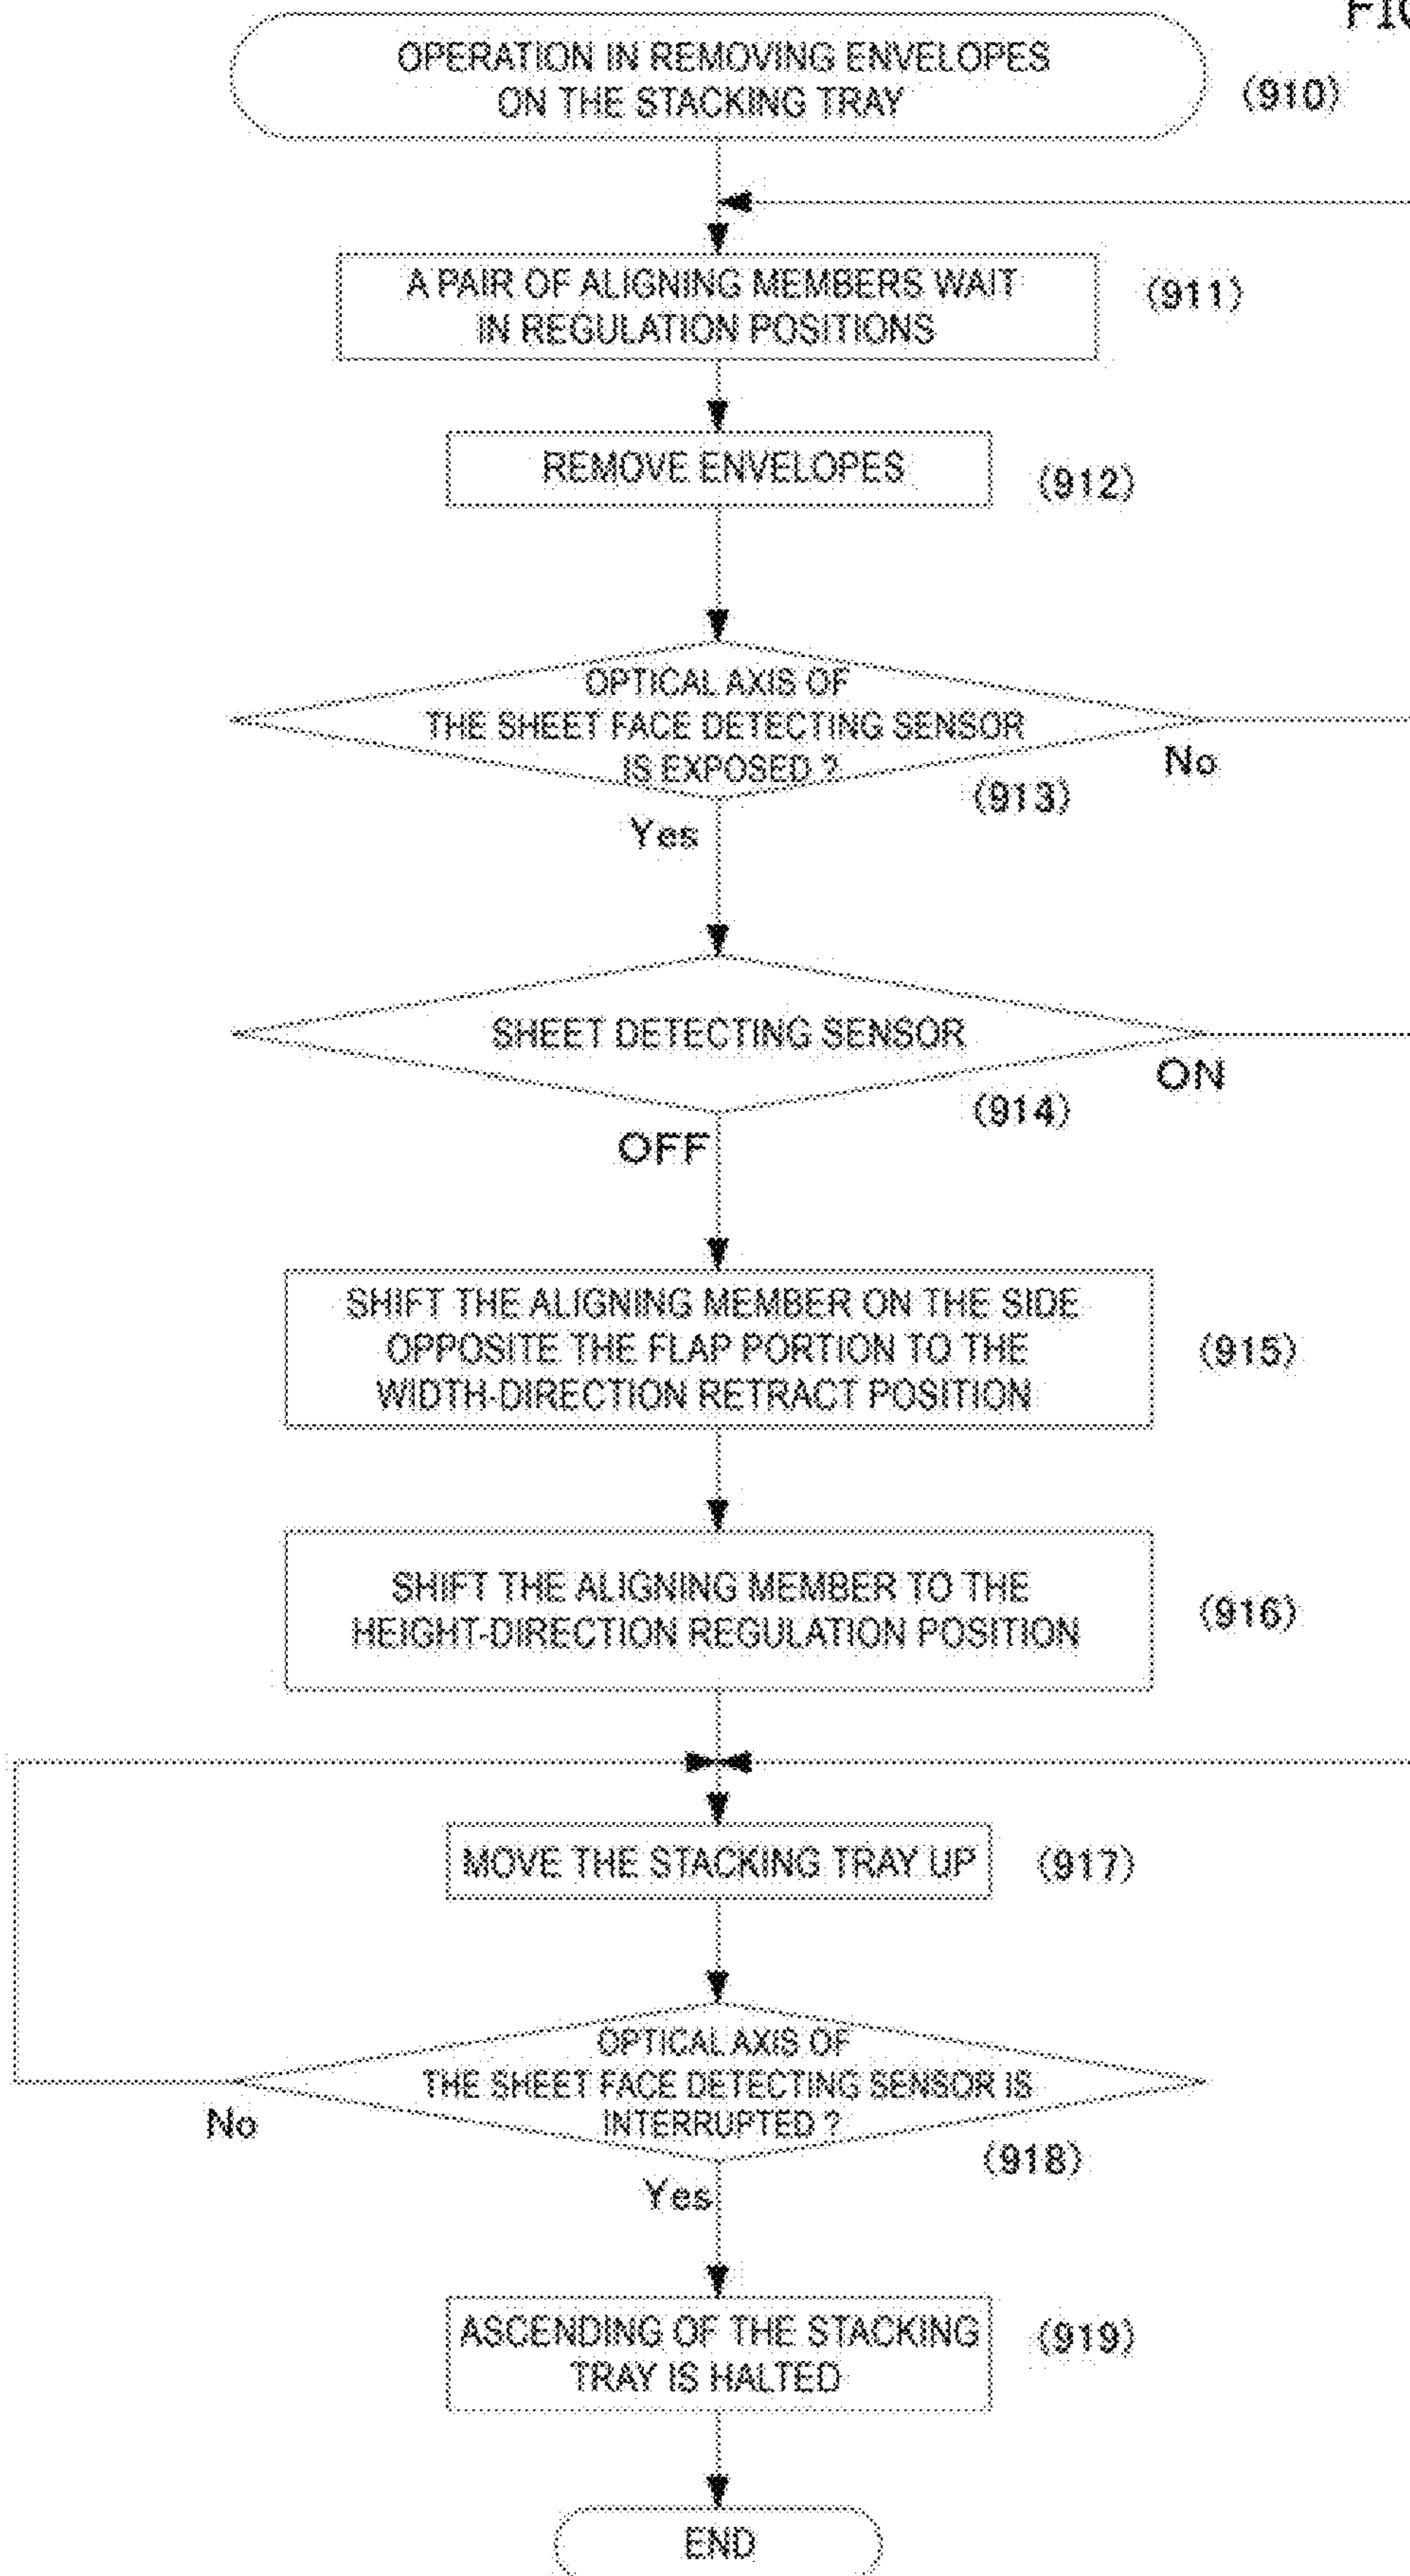 FIG
OPERATION IN REMOVING ENVELOPES
ON THE STACKING TRAY
(910)
A PAIR OF ALIGNING MEMBERS WAIT
IN REGULATION POSITIONS
(911)
REMOVE ENVELOPES
(912)
OPTICAL AXIS OF
THE SHEET FACE DETECTING SENSOR
IS EXPOSED ?
No
(913)
Yes
SHEET DETECTING SENSOR
ON
(914)
OFF
SHIFT THE ALIGNING MEMBER ON THE SIDE
OPPOSITE THE FLAP PORTION TO THE
WIDTH-DIRECTION RETRACT POSITION
(915)
SHIFT THE ALIGNING MEMBER TO THE
HEIGHT-DIRECTION REGULATION POSITION
(916)
MOVE THE STACKING TRAY UP
(917)
OPTICAL AXIS OF
THE SHEET FACE DETECTING SENSOR IS
INTERRUPTED ?
No
(918)
Yes
ASCENDING OF THE STACKING
TRAY IS HALTED
(919)
END